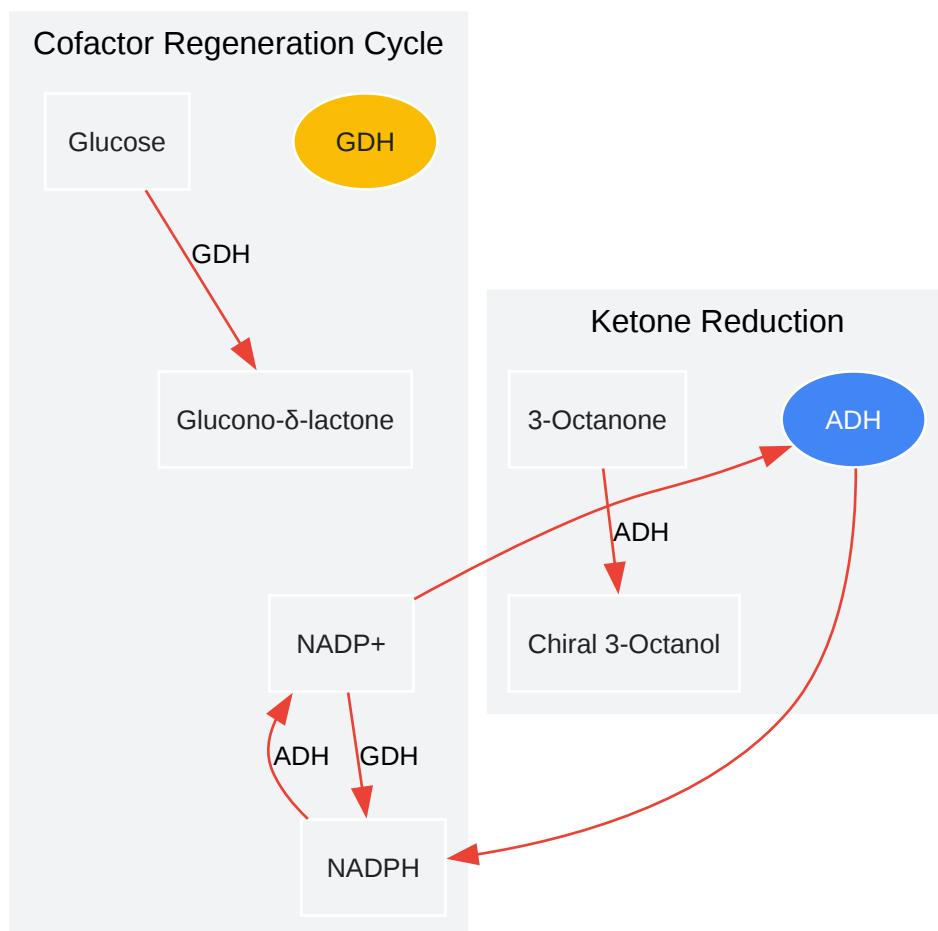 Cofactor Regeneration Cycle
Glucose
GDH
GDH
Glucono-δ-lactone
NADP+
ADH
GDH
NADPH
Ketone Reduction
3-Octanone
ADH
ADH
Chiral 3-Octanol